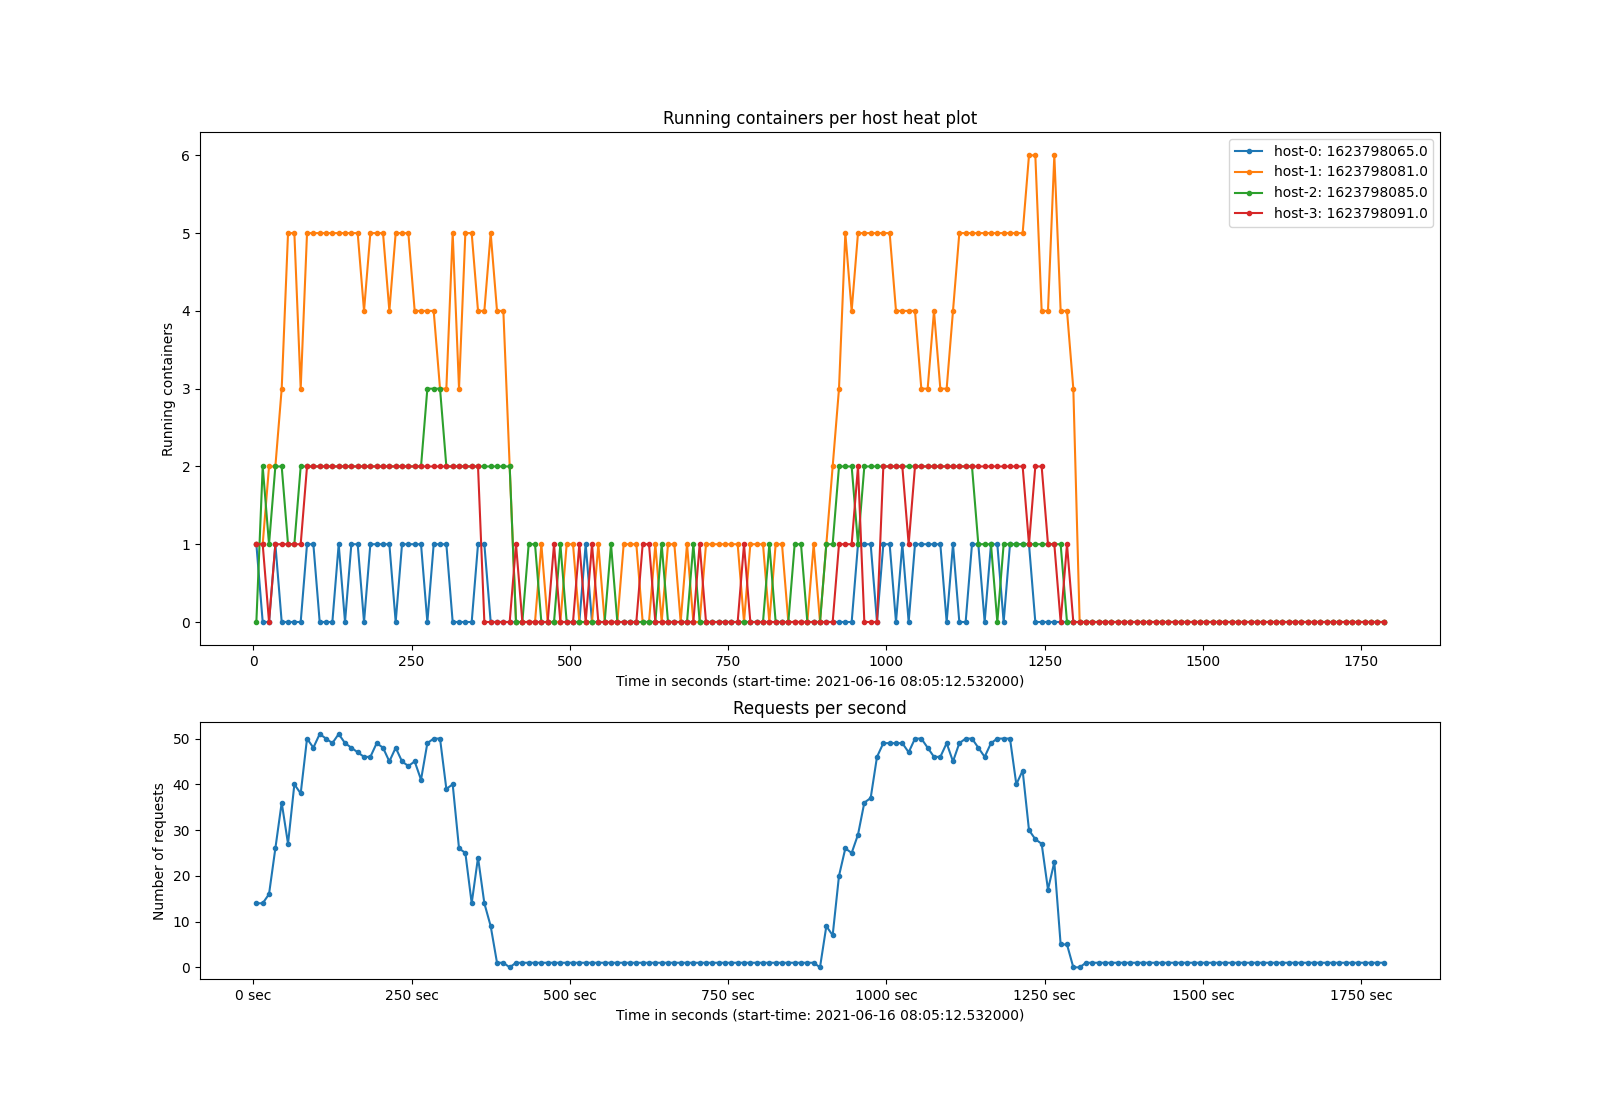 Running containers per host heat plot
6
5
4
3
2
1
0
Running containers
host-0: 1623798065.0
host-1: 1623798081.0
host-2: 1623798085.0
host-3: 1623798091.0
0 250 500 750 1000 1250 1500 1750
Time in seconds (start-time: 2021-06-16 08:05:12.532000)
Requests per second
50
40
30
20
10
0
Number of requests
0 sec 250 sec 500 sec 750 sec 1000 sec 1250 sec 1500 sec 1750 sec
Time in seconds (start-time: 2021-06-16 08:05:12.532000)